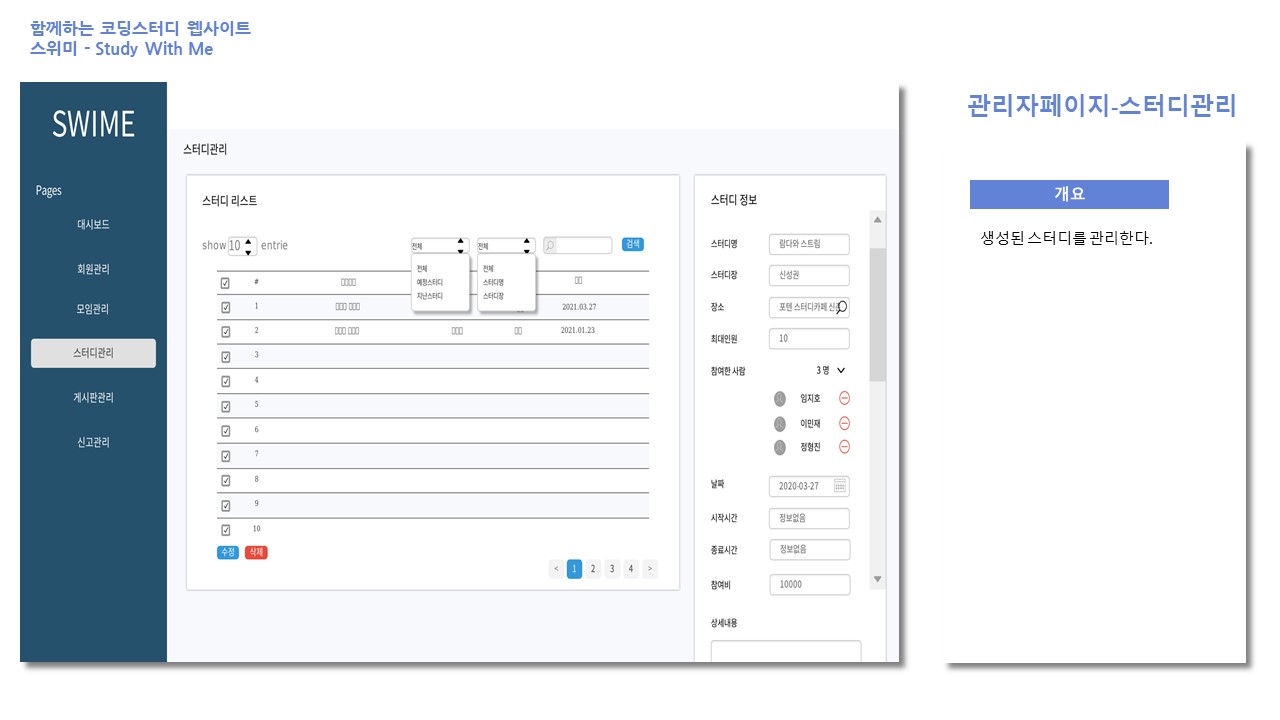 함께하는 코딩스터디 웹사이트
스위미 - Study With Me
관리자페이지-스터디관리
개요
생성된 스터디를 관리한다.
SWIME
Pages
대시보드
회원관리
모임관리
스터디관리
게시판관리
신고관리
스터디관리
스터디 리스트
show 10 entrie
전체 전체 검색
전체 전체
예정스터디 스터디명
지난스터디 스터디장
#
1 2021.03.27
2 2021.01.23
3
4
5
6
7
8
9
10
수정 삭제
< 1 2 3 4 >
스터디 정보
스터디명 람다와 스트림
스터디장 신성권
장소 포텐 스터디카페
최대인원 10
참여한 사람 3 명
임지호
이민재
정형진
날짜 2020-03-27
시작시간 정보없음
종료시간 정보없음
참여비 10000
상세내용